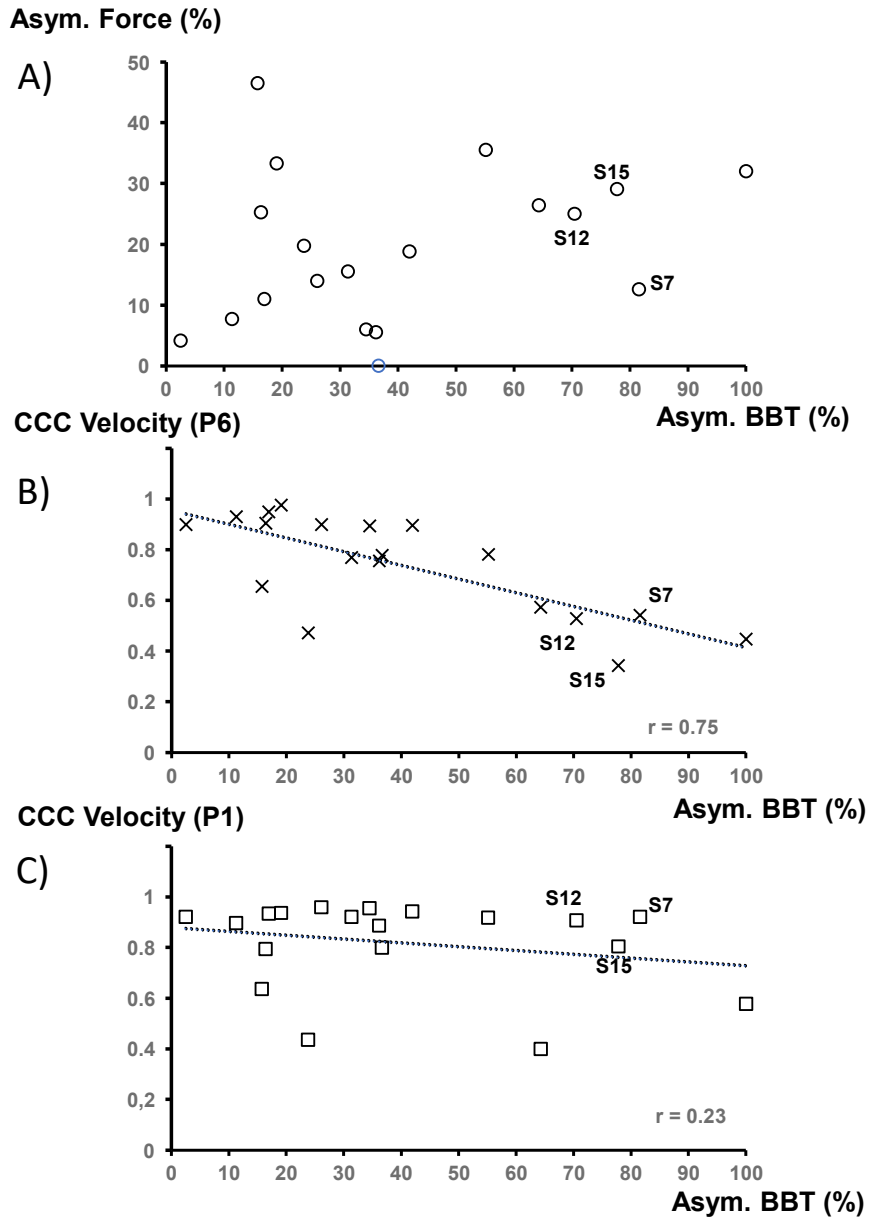 Asym. Force (%)
A)
50
40
30
20
10
0
S15
S12
S7
0 10 20 30 40 50 60 70 80 90 100
Asym. BBT (%)
CCC Velocity (P6)
B)
1
0.8
0.6
0.4
0.2
0
S7
S12
S15
r = 0.75
0 10 20 30 40 50 60 70 80 90 100
Asym. BBT (%)
CCC Velocity (P1)
C)
1
0.8
0.6
0.4
0,2
0
S12
S7
S15
r = 0.23
0 10 20 30 40 50 60 70 80 90 100
Asym. BBT (%)